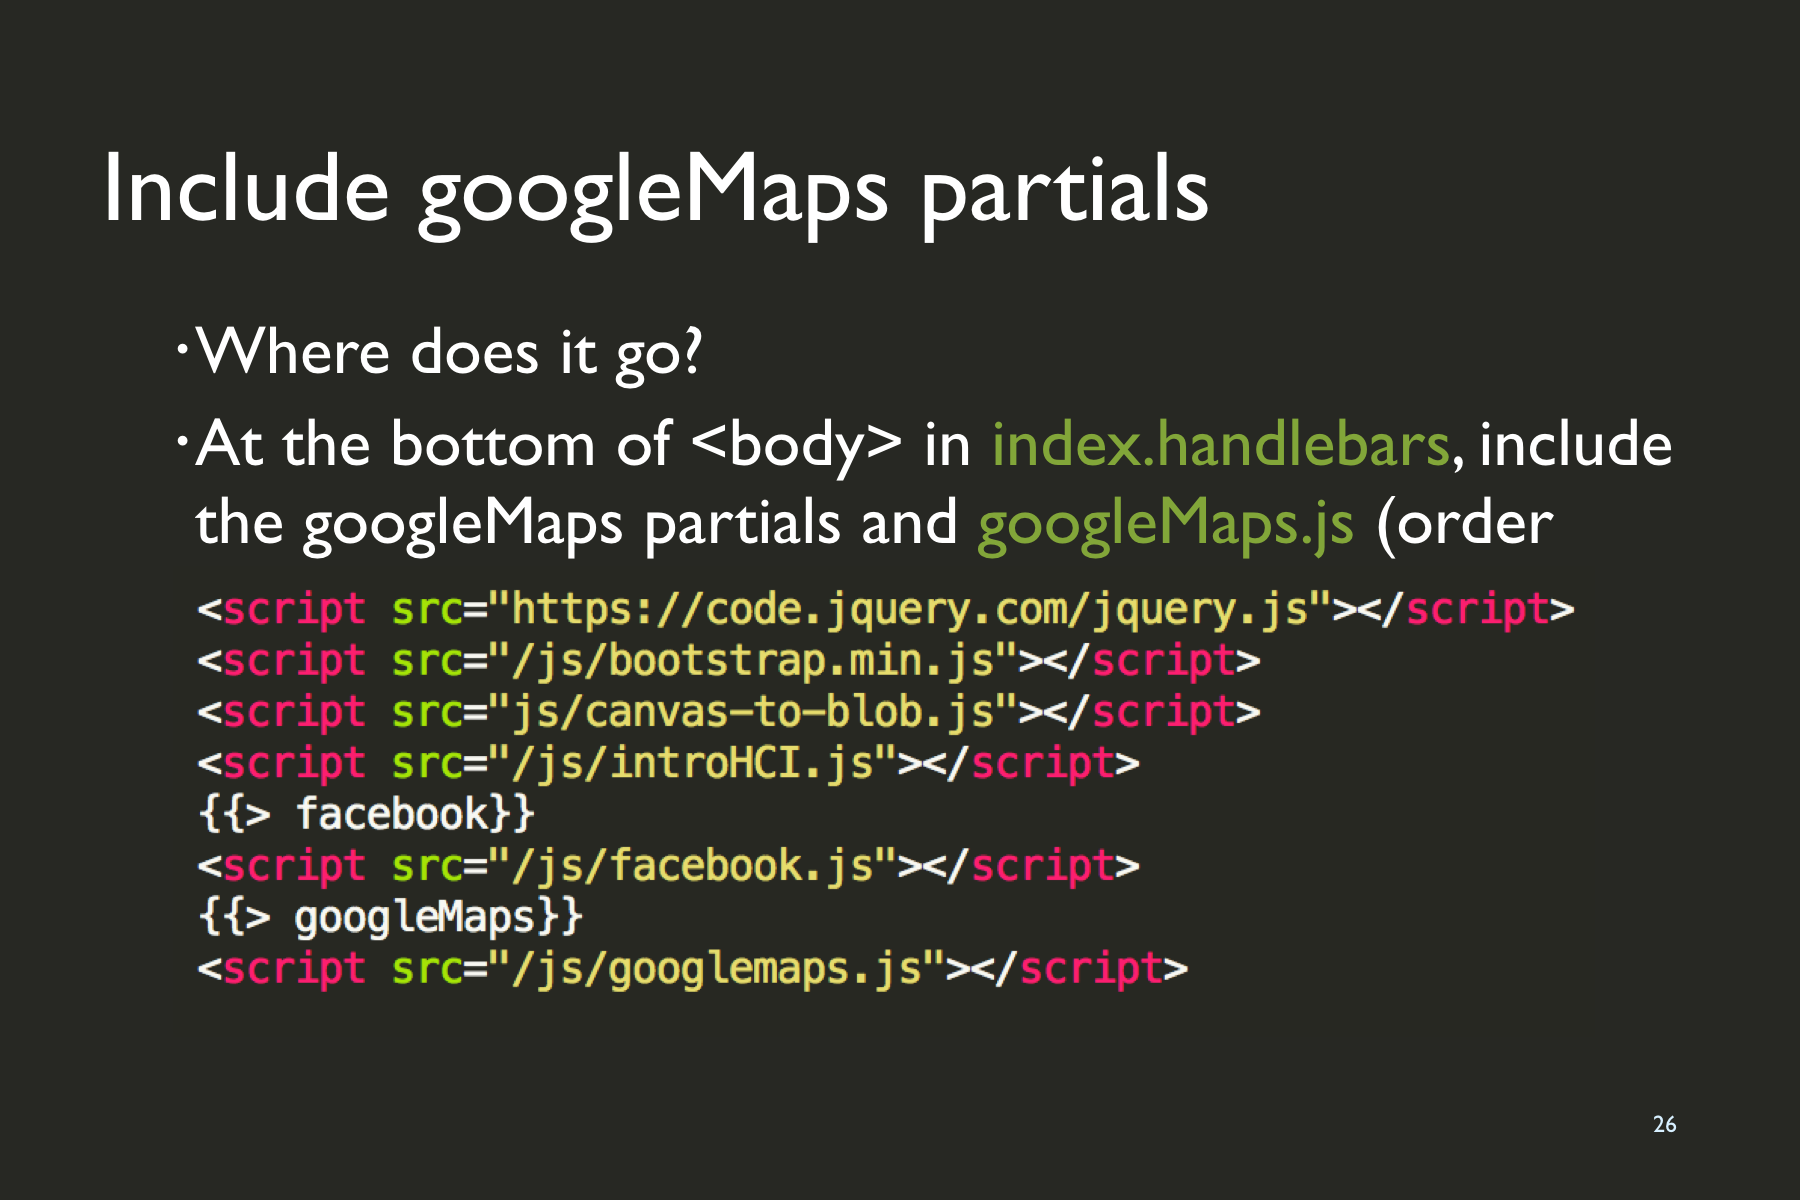 Include googleMaps partials
·Where does it go?
·At the bottom of <body> in index.handlebars, include
the googleMaps partials and googleMaps.js (order
<script src="https://code.jquery.com/jquery.js"></script>
<script src="/js/bootstrap.min.js"></script>
<script src="js/canvas-to-blob.js"></script>
<script src="/js/introHCI.js"></script>
{{> facebook}}
<script src="/js/facebook.js"></script>
{{> googleMaps}}
<script src="/js/googlemaps.js"></script>
26